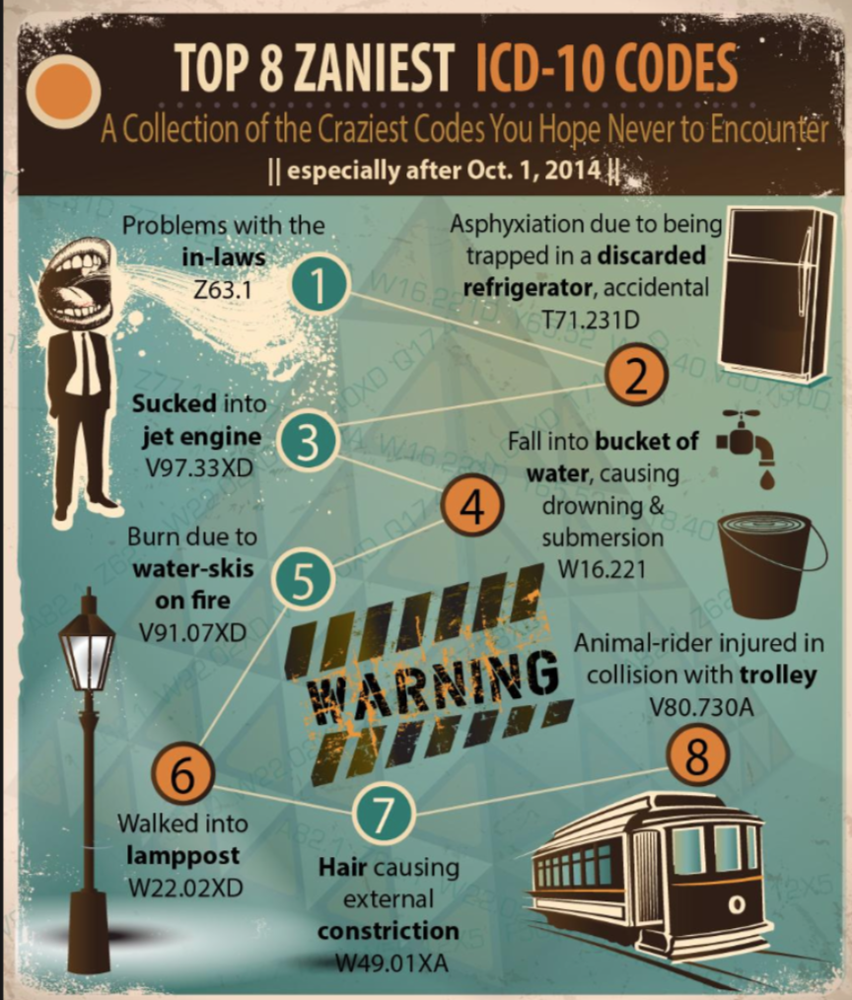 TOP 8 ZANIEST ICD-10 CODES
A Collection of the Craziest Codes You Hope Never to Encounter
|| especially after Oct. 1, 2014 ||
Problems with the
in-laws
Z63.1
1
Asphyxiation due to being
trapped in a discarded
refrigerator, accidental
T71.231D
2
Sucked into
jet engine
V97.33XD
3
Fall into bucket of
water, causing
drowning &
submersion
W16.221
4
Burn due to
water-skis
on fire
V91.07XD
5
WARNING
6
Walked into
lamppost
W22.02XD
7
Hair causing
external
constriction
W49.01XA
Animal-rider injured in
collision with trolley
V80.730A
8